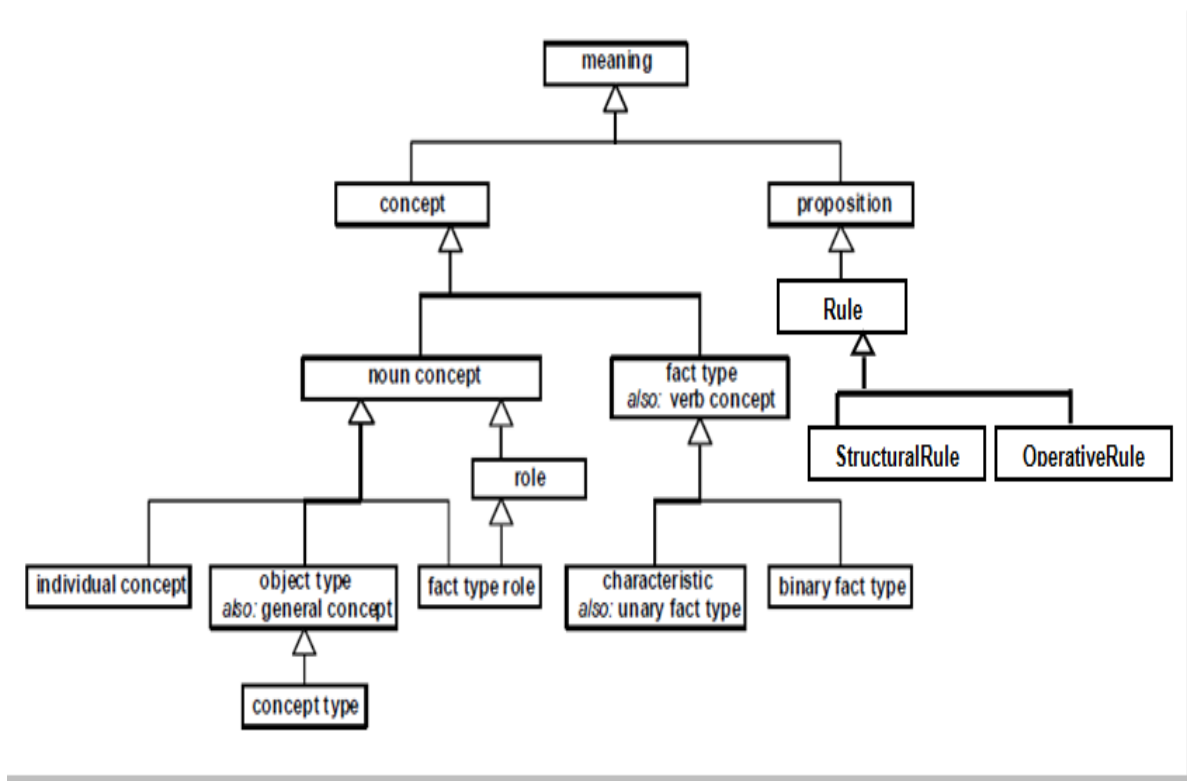 meaning
concept
proposition
Rule
noun concept
fact type
also: verb concept
StructuralRule
OperativeRule
role
individual concept
object type
also: general concept
fact type role
characteristic
also: unary fact type
binary fact type
concept type